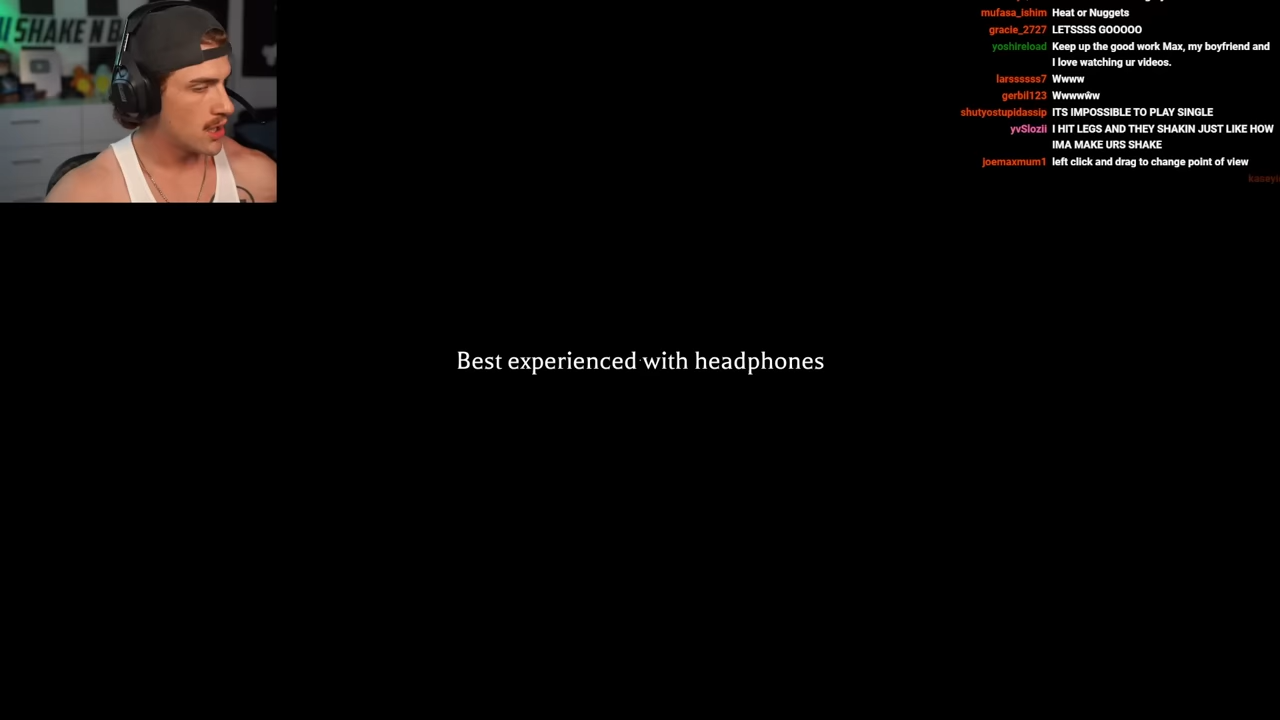 SHAKE N B
mufasa_ishim Heat or Nuggets
gracie_2727 LETSSSS GOOOOO
yoshireload Keep up the good work Max, my boyfriend and
I love watching ur videos.
larssssss7 Wwww
gerbil123 Wwwwŵw
shutyostupidassip ITS IMPOSSIBLE TO PLAY SINGLE
yvSlozii I HIT LEGS AND THEY SHAKIN JUST LIKE HOW
IMA MAKE URS SHAKE
joemaxmum1 left click and drag to change point of view
Best experienced with headphones